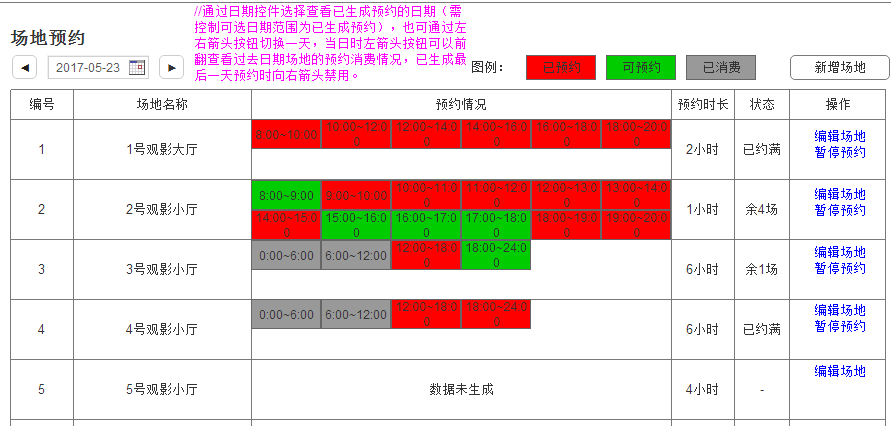 //通过日期控件选择查看已生成预约的日期（需
控制可选日期范围为已生成预约），也可通过左
右箭头按钮切换一天，当日时左箭头按钮可以前
翻查看过去日期场地的预约消费情况，已生成最
后一天预约时向右箭头禁用。
场地预约
2017-05-23
图例： 已预约 可预约 已消费 新增场地
编号 场地名称 预约情况 预约时长 状态 操作
1 1号观影大厅 8:00~10:00 10:00~12:00 12:00~14:00 14:00~16:00 16:00~18:00 18:00~20:00 2小时 已约满 编辑场地
暂停预约
2 2号观影小厅 8:00~9:00 9:00~10:00 10:00~11:00 11:00~12:00 12:00~13:00 13:00~14:00 1小时 余4场 编辑场地
14:00~15:00 15:00~16:00 16:00~17:00 17:00~18:00 18:00~19:00 19:00~20:00 暂停预约
3 3号观影小厅 0:00~6:00 6:00~12:00 12:00~18:00 18:00~24:00 6小时 余1场 编辑场地
暂停预约
4 4号观影小厅 0:00~6:00 6:00~12:00 12:00~18:00 18:00~24:00 6小时 已约满 编辑场地
暂停预约
5 5号观影小厅 数据未生成 4小时 - 编辑场地